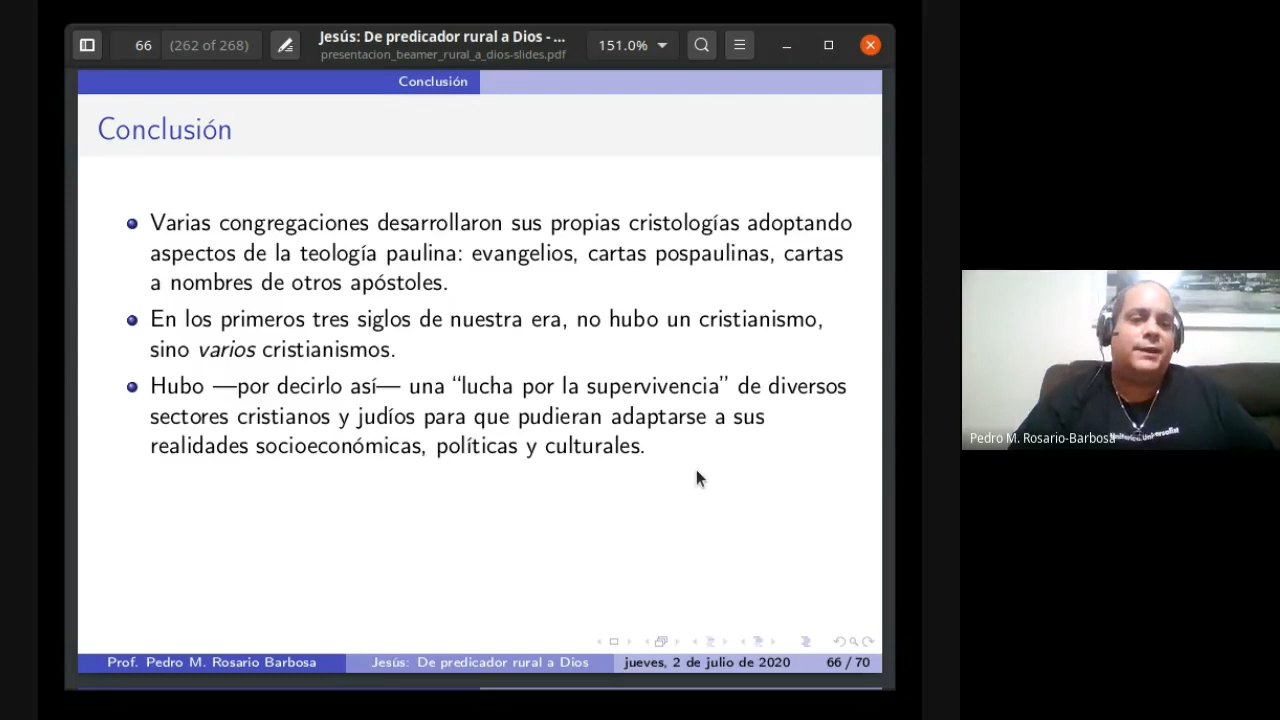 66 (262 of 268)
Jesús: De predicador rural a Dios - ...
presentacion_beamer_rural_a_dios-slides.pdf
151.0%
Conclusión
Conclusión
Varias congregaciones desarrollaron sus propias cristologías adoptando
aspectos de la teología paulina: evangelios, cartas pospaulinas, cartas
a nombres de otros apóstoles.
En los primeros tres siglos de nuestra era, no hubo un cristianismo,
sino varios cristianismos.
Hubo —por decirlo así— una “lucha por la supervivencia” de diversos
sectores cristianos y judíos para que pudieran adaptarse a sus
realidades socioeconómicas, políticas y culturales.
Prof. Pedro M. Rosario Barbosa
Jesús: De predicador rural a Dios
jueves, 2 de julio de 2020
66 / 70
Pedro M. Rosario-Barbosa